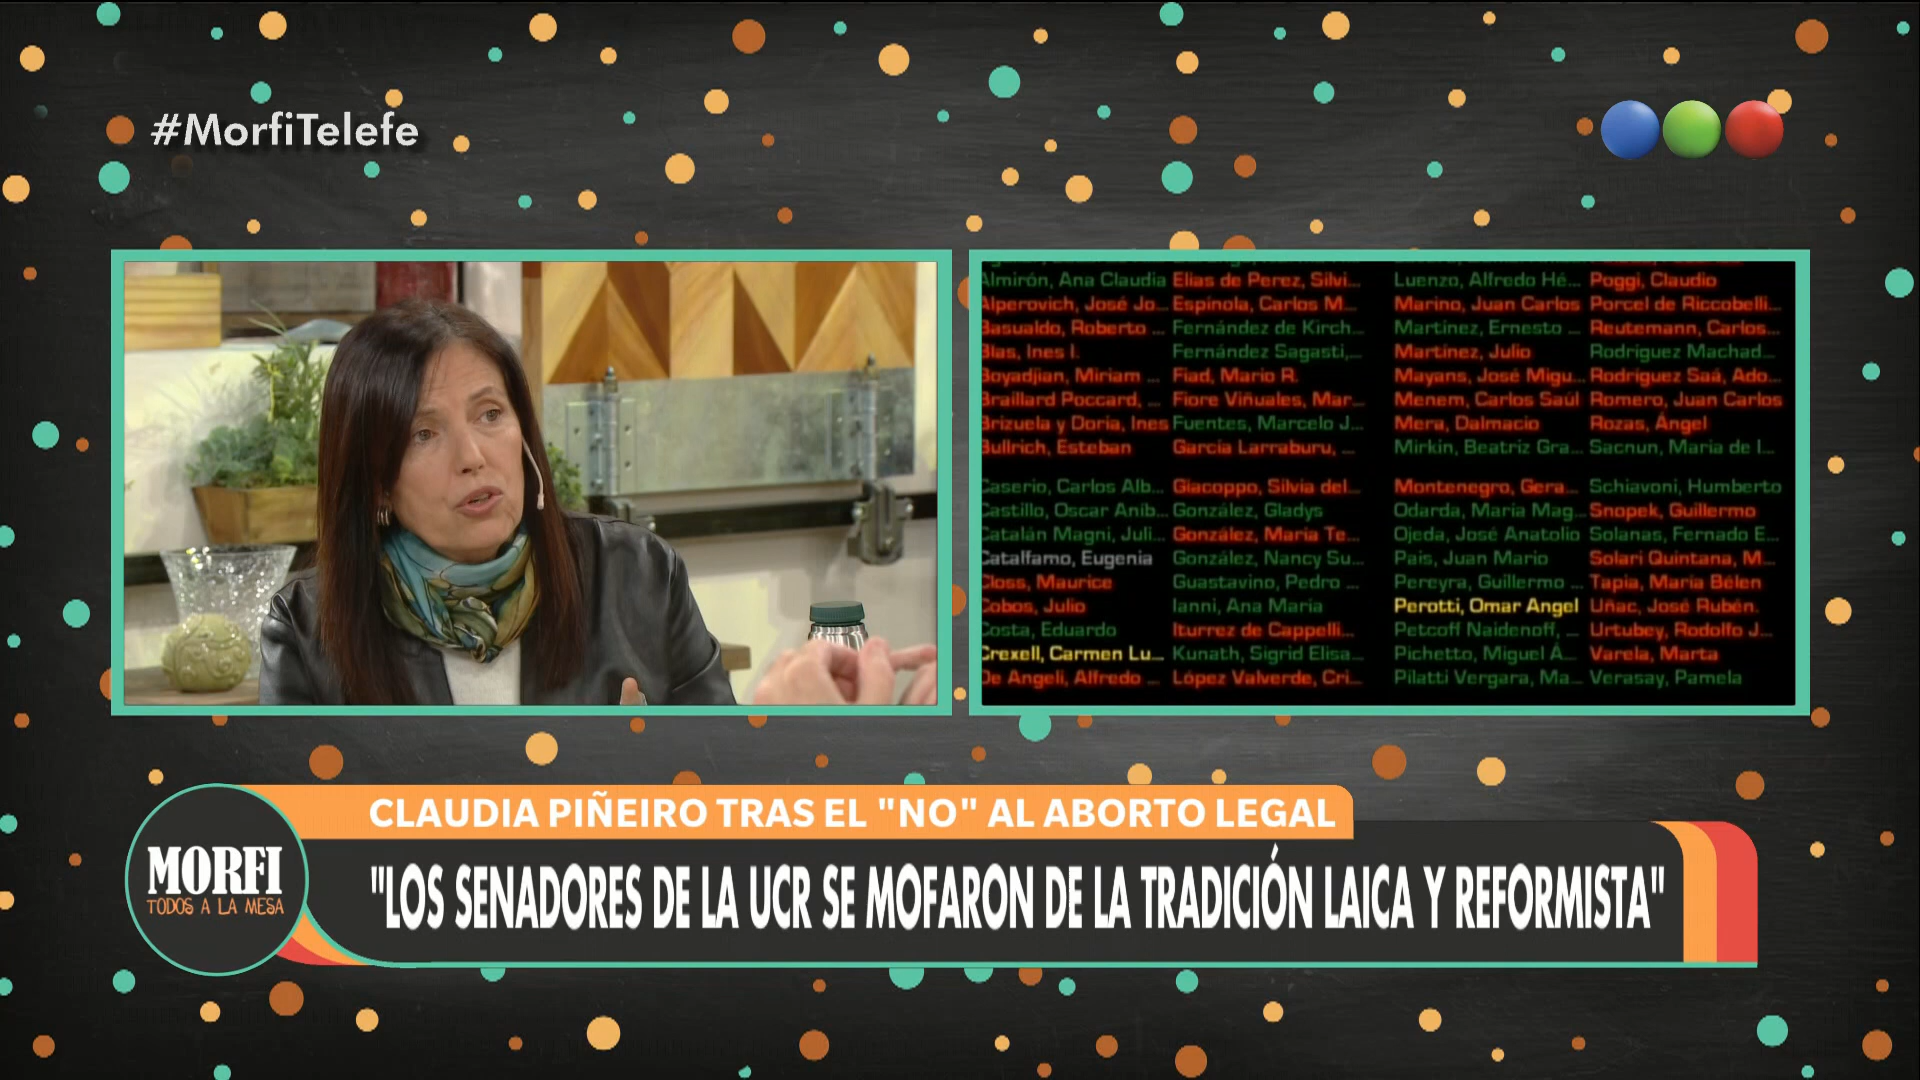 #MorfiTelefe
Almirón, Ana Claudia Elías de Perez, Silvi... Luenzo, Alfredo Hé... Poggi, Claudio
Alperovich, José Jo... Espínola, Carlos M... Marino, Juan Carlos Porcel de Riccobelli...
Basualdo, Roberto ... Fernández de Kirch... Martínez, Ernesto ... Reutemann, Carlos...
Blas, Ines I. Fernández Sagasti,... Martínez, Julio Rodriguez Machad...
Boyadjian, Miriam ... Fiad, Mario R. Mayans, José Migu... Rodríguez Saá, Ado...
Braillard Poccard, ... Fiore Viñuales, Mar... Menem, Carlos Saúl Romero, Juan Carlos
Brizuela y Doria, Ines Fuentes, Marcelo J... Mera, Dalmacio Rozas, Ángel
Bullrich, Esteban García Larraburu, ... Mirkin, Beatriz Gra... Sacnun, María de l...
Caserio, Carlos Alb... Giacoppo, Silvia del... Montenegro, Gera... Schiavoni, Humberto
Castillo, Oscar Aníb... González, Gladys Odarda, María Mag... Snopek, Guillermo
Catalán Magni, Juli... González, María Te... Ojeda, José Anatolio Solanas, Fernado E...
Catalfamo, Eugenia González, Nancy Su... Pais, Juan Mario Solari Quintana, M...
Closs, Maurice Guastavino, Pedro ... Pereyra, Guillermo ... Tapia, María Bélen
Cobos, Julio Ianni, Ana María Perotti, Omar Angel Uñac, José Rubén.
Costa, Eduardo Iturrez de Cappelli... Petcoff Naidenoff, ... Urtubey, Rodolfo J...
Crexell, Carmen Lu... Kunath, Sigrid Elisa... Pichetto, Miguel Á... Varela, Marta
De Angeli, Alfredo ... López Valverde, Cri... Pilatti Vergara, Ma... Verasay, Pamela
CLAUDIA PIÑEIRO TRAS EL "NO" AL ABORTO LEGAL
MORFI
TODOS A LA MESA
"LOS SENADORES DE LA UCR SE MOFARON DE LA TRADICIÓN LAICA Y REFORMISTA"